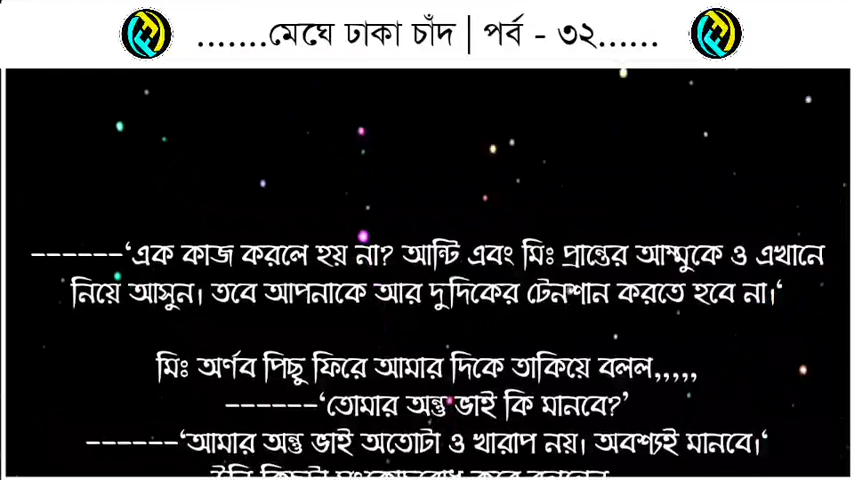 .......মেঘে ঢাকা চাঁদ | পর্ব - ৩২......
------‘এক কাজ করলে হয় না? আন্টি এবং মিঃ প্রান্তের আম্মুকে ও এখানে
নিয়ে আসুন। তবে আপনাকে আর দুদিকের টেনশান করতে হবে না।‘
মিঃ অর্ণব পিছু ফিরে আমার দিকে তাকিয়ে বলল,,,,,
------‘তোমার অন্তু ভাই কি মানবে?’
------‘আমার অন্তু ভাই অতোটা ও খারাপ নয়। অবশ্যই মানবে।‘